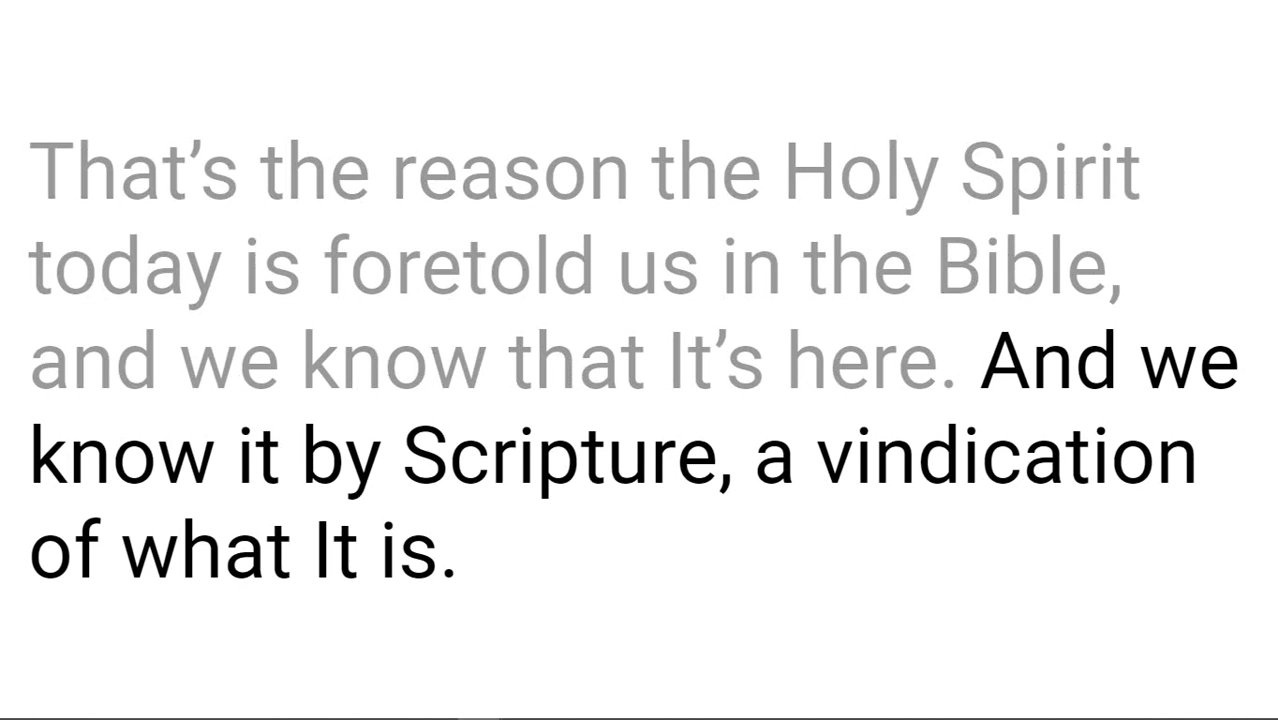 That’s the reason the Holy Spirit
today is foretold us in the Bible,
and we know that It’s here. And we
know it by Scripture, a vindication
of what It is.